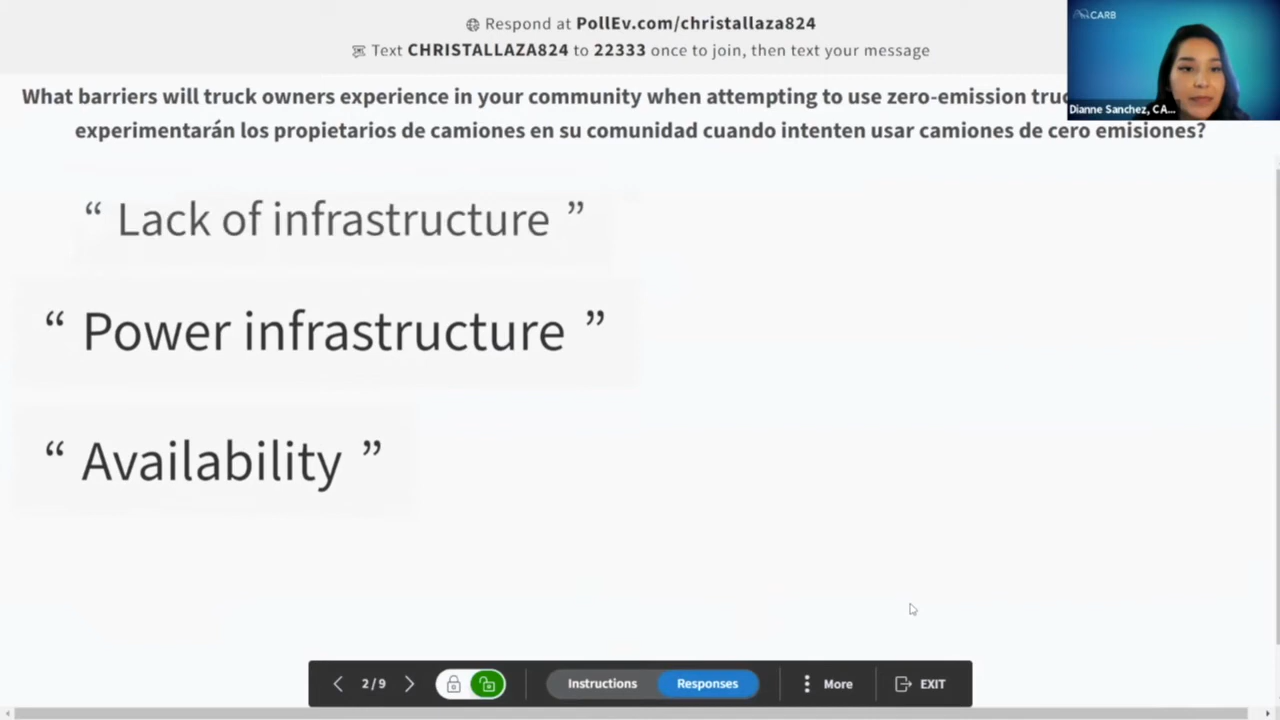 Respond at PollEv.com/christallaza824
Text CHRISTALLAZA824 to 22333 once to join, then text your message
What barriers will truck owners experience in your community when attempting to use zero-emission
experimentarán los propietarios de camiones en su comunidad cuando intenten usar camiones de cero emisiones?
CARB
Dianne Sanchez, CA...
“ Lack of infrastructure ”
“ Power infrastructure ”
“ Availability ”
2/9
Instructions
Responses
More
EXIT